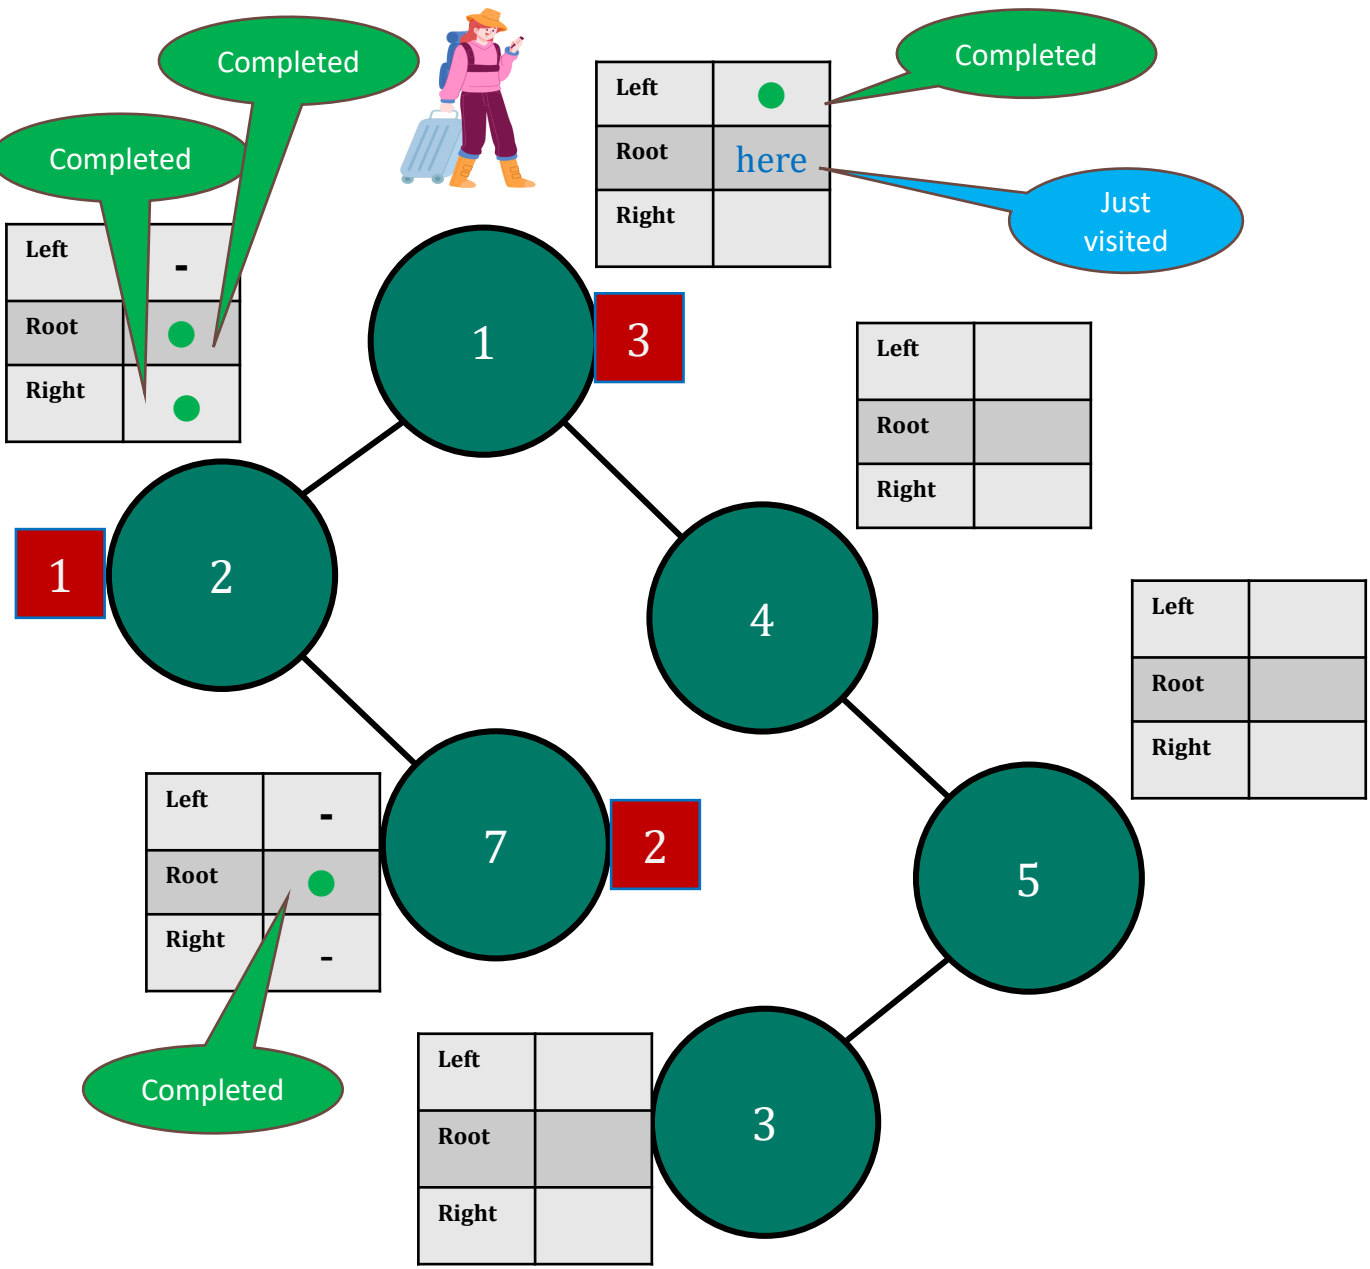 Completed
Completed
Left
-
Root
Right
Left
Root
here
Right
Completed
Just
visited
1
3
Left
Root
Right
1
2
4
Left
Root
Right
Left
-
Root
Right
-
7
2
5
Completed
Left
Root
Right
3